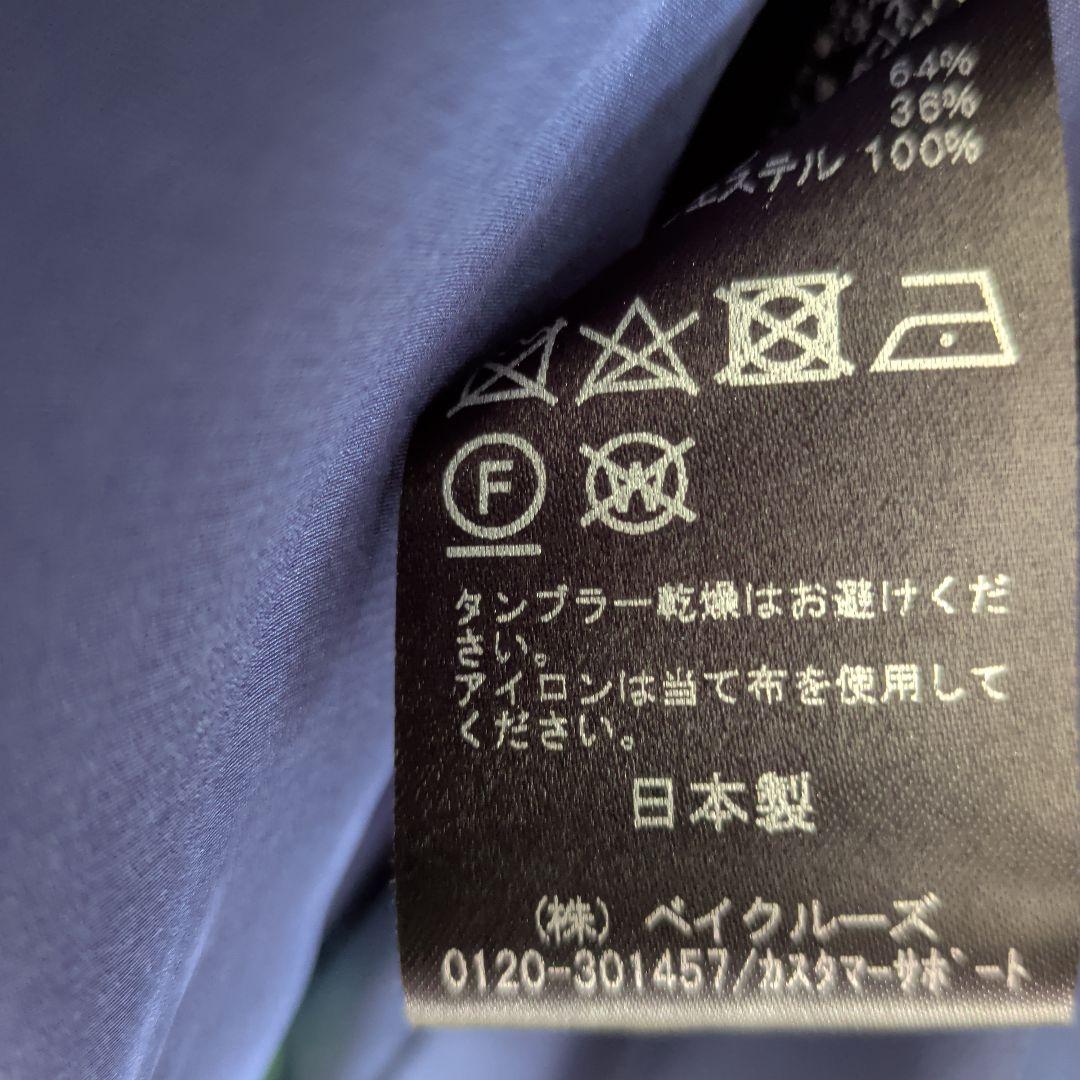 64%
36%
エステル 100%
F
W
タンブラー乾燥はお避けくだ
さい。
アイロンは当て布を使用して
ください。
日本製
(株) ベイクルーズ
0120-301457/カスタマーサポート